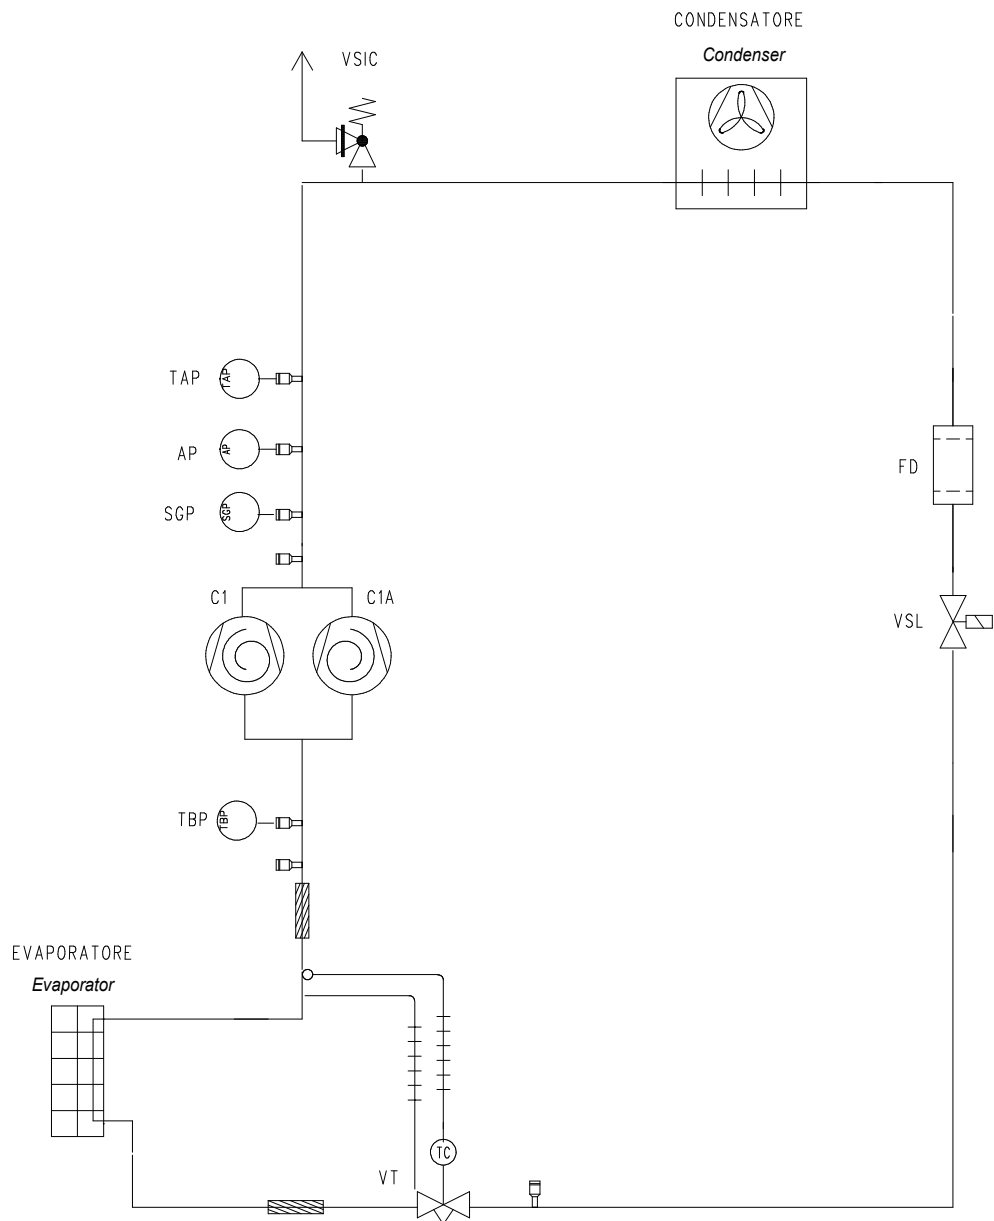 CONDENSATORE
Condenser
VSIC
TAP
TAP
AP
AP
SGP
SGP
FD
C1
C1A
VSL
TBP
TBP
EVAPORATORE
Evaporator
TC
VT